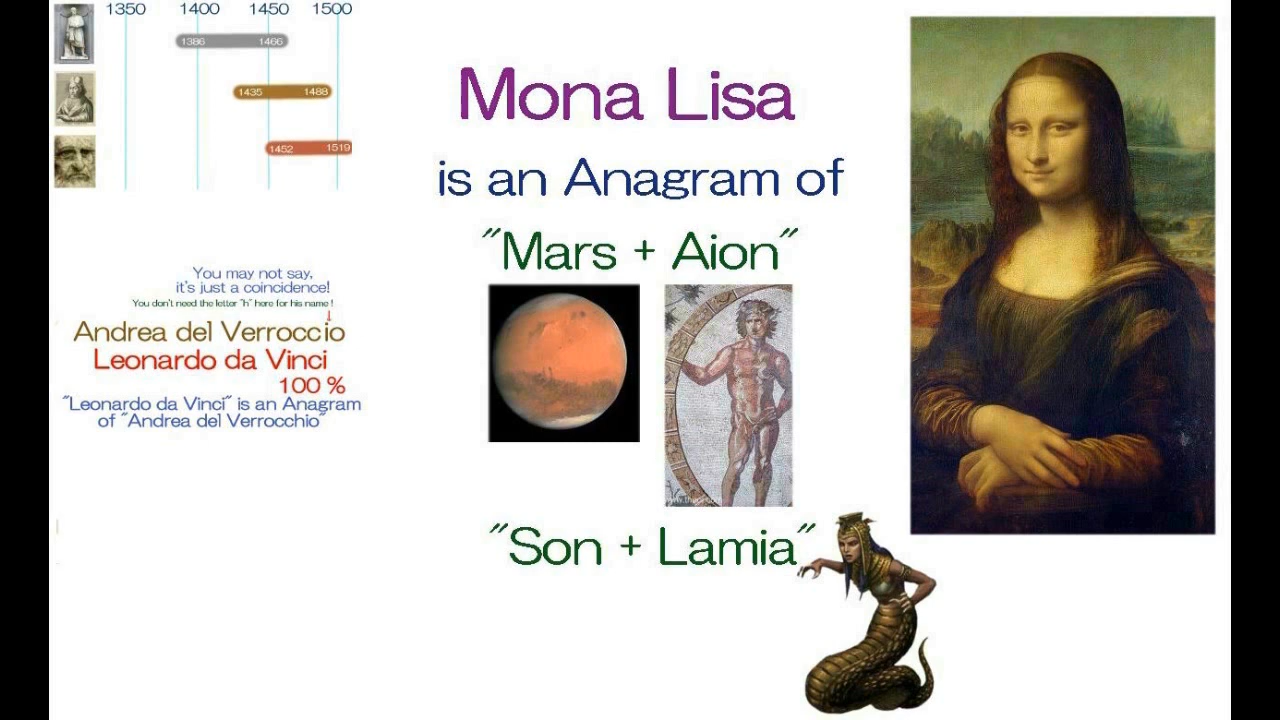 1350 1400 1450 1500
1386 1466
1435 1488
1452 1519
Mona Lisa
is an Anagram of
"Mars + Aion"
"Son + Lamia"
You may not say,
it's just a coincidence!
You don't need the letter "h" here for his name !
Andrea del Verroccio
Leonardo da Vinci
100 %
"Leonardo da Vinci" is an Anagram
of "Andrea del Verrocchio"